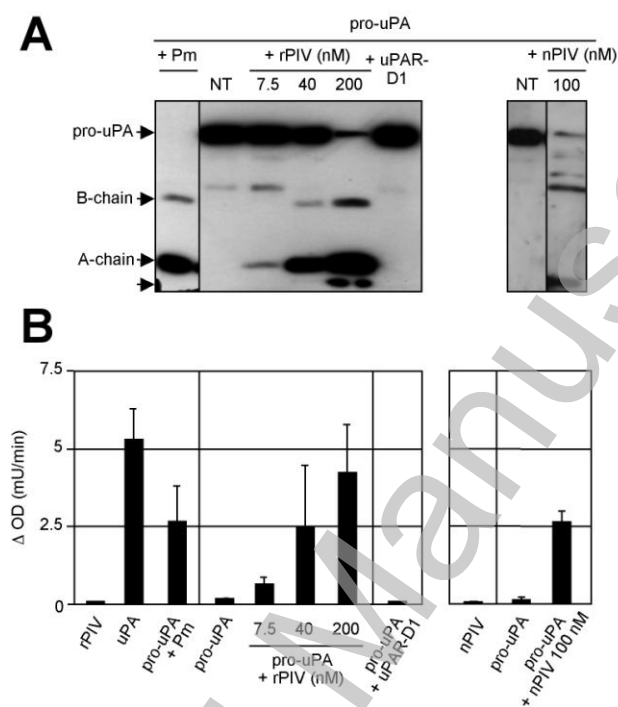 A
pro-uPA
+ Pm
+ rPIV (nM)
+ uPAR-D1
+ nPIV (nM)
NT
7.5
40
200
NT
100
pro-uPA
B-chain
A-chain
B
Δ OD (mU/min)
7.5
5
2.5
0
rPIV
uPA
pro-uPA
+ Pm
pro-uPA
7.5
40
200
pro-uPA
+ rPIV (nM)
pro-uPA
+ uPAR-D1
nPIV
pro-uPA
pro-uPA
+ nPIV 100 nM
Manus